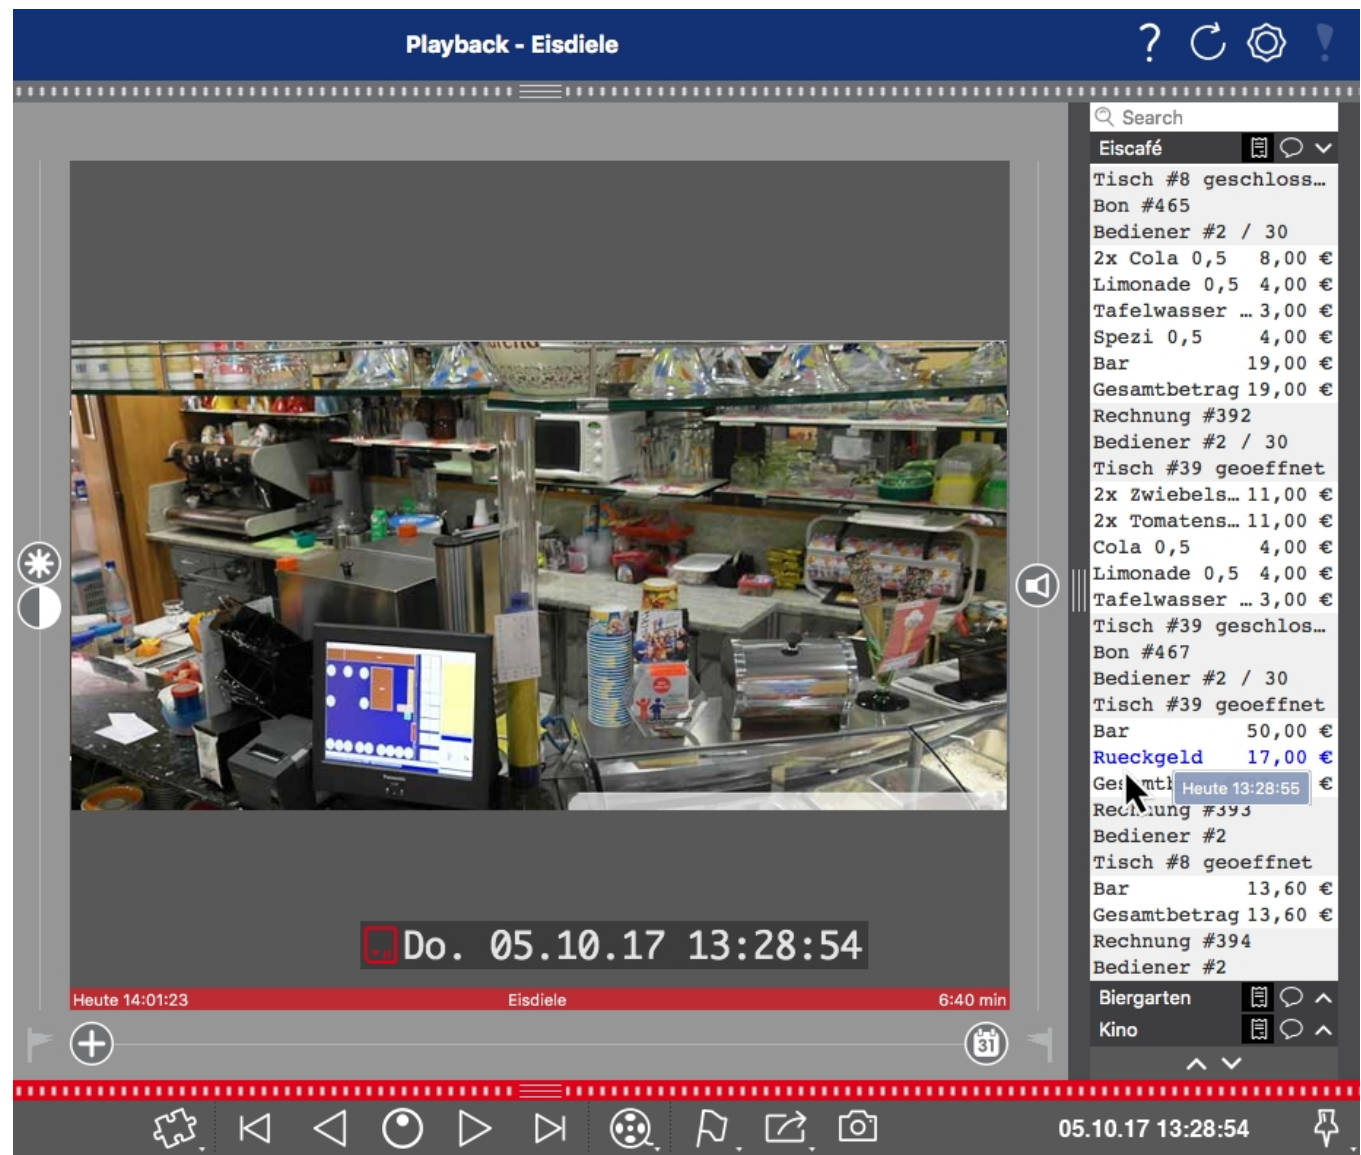 Playback - Eisdiele
Search
Eiscafé
Tisch #8 geschloss…
Bon #465
Bediener #2 / 30
2x Cola 0,5 8,00 €
Limonade 0,5 4,00 €
Tafelwasser … 3,00 €
Spezi 0,5 4,00 €
Bar 19,00 €
Gesamtbetrag 19,00 €
Rechnung #392
Bediener #2 / 30
Tisch #39 geoeffnet
2x Zwiebels… 11,00 €
2x Tomatens… 11,00 €
Cola 0,5 4,00 €
Limonade 0,5 4,00 €
Tafelwasser … 3,00 €
Tisch #39 geschlos…
Bon #467
Bediener #2 / 30
Tisch #39 geoeffnet
Bar 50,00 €
Rueckgeld 17,00 €
€
Heute 13:28:55
Rechnung #393
Bediener #2
Tisch #8 geoeffnet
Bar 13,60 €
Gesamtbetrag 13,60 €
Rechnung #394
Bediener #2
Biergarten
Kino
Do. 05.10.17 13:28:54
Heute 14:01:23 Eisdiele 6:40 min
31
05.10.17 13:28:54